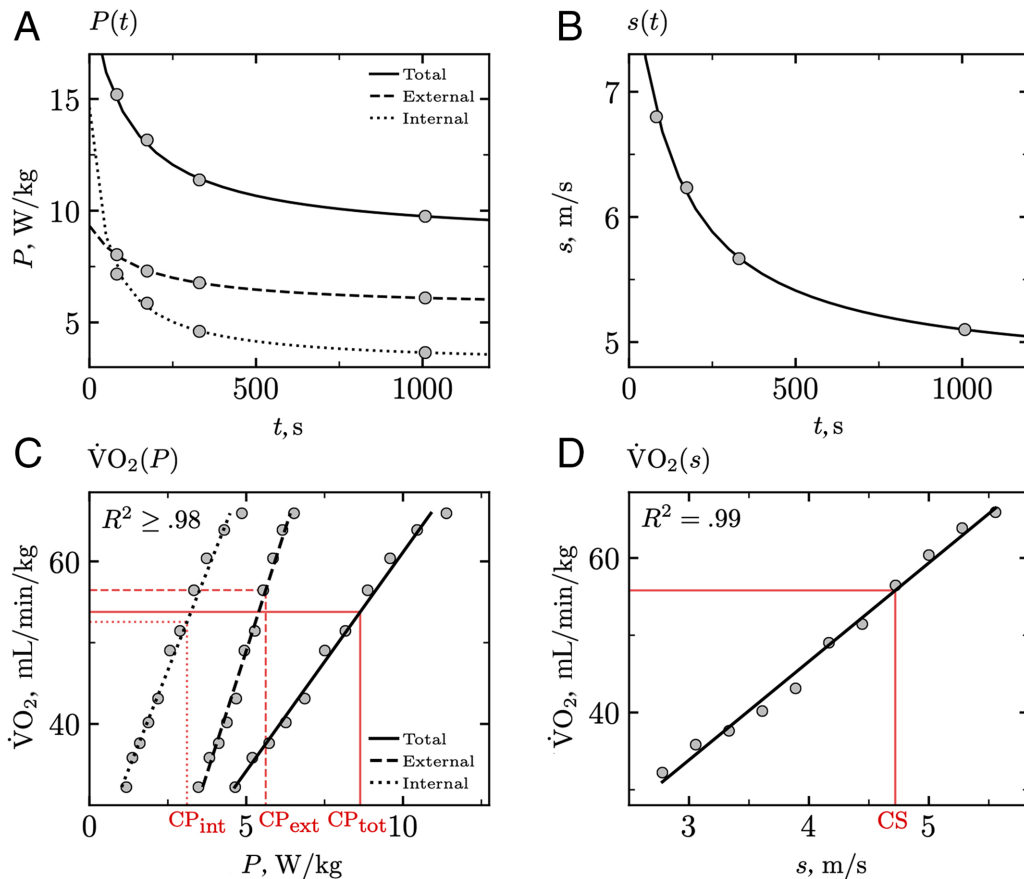 A
P(t)
15
10
5
P, W/kg
Total
External
Internal
0
500
1000
t, s
B
s(t)
7
6
5
s, m/s
0
500
1000
t, s
C
V̇O₂(P)
R² ≥ .98
60
40
V̇O₂, mL/min/kg
Total
External
Internal
CPint
CPext
CPtot
0
5
10
P, W/kg
D
V̇O₂(s)
R² = .99
60
40
V̇O₂, mL/min/kg
CS
3
4
5
s, m/s